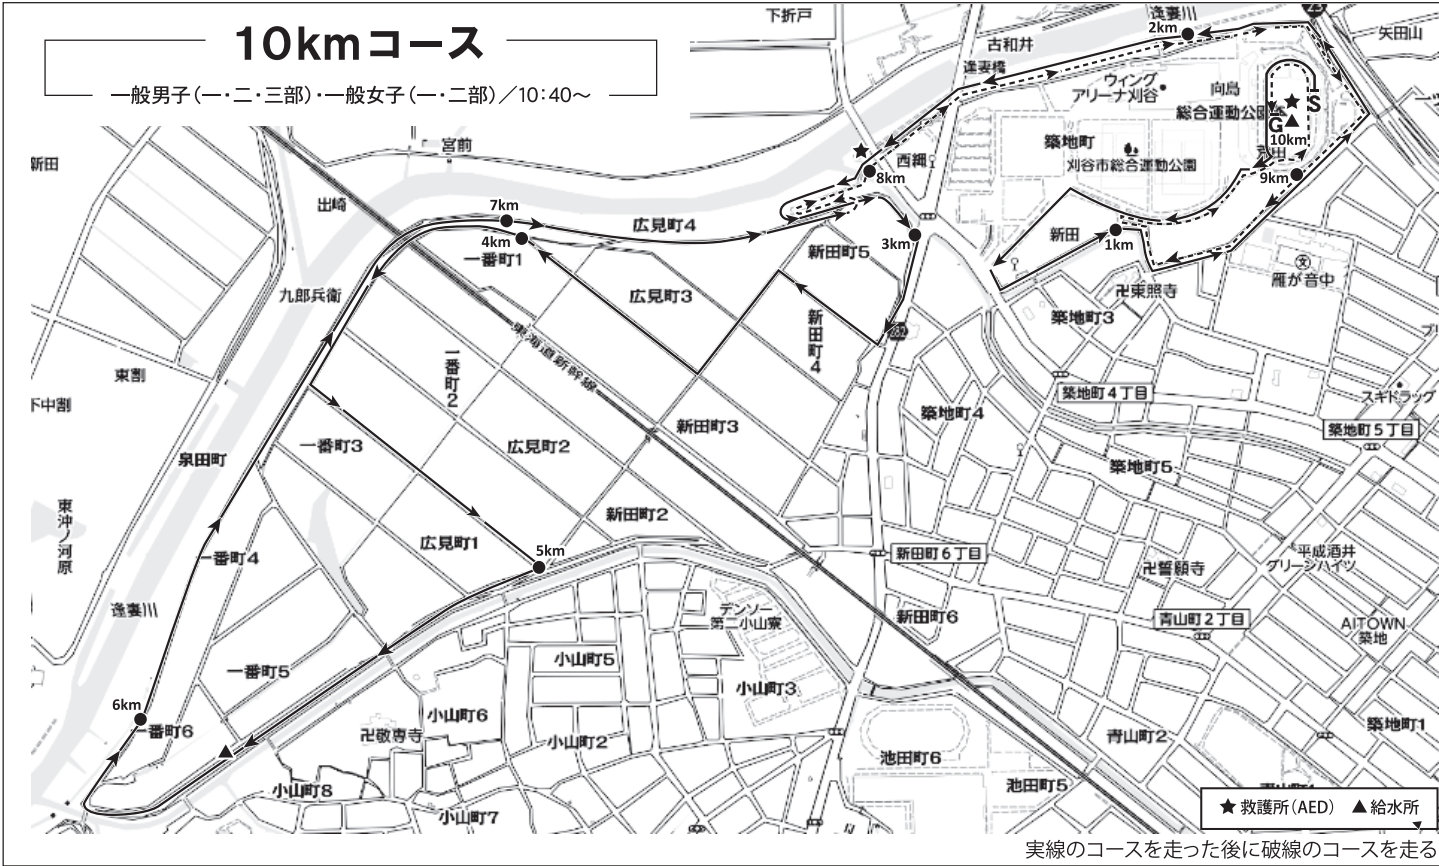 10kmコース
一般男子(一・二・三部)・一般女子(一・二部)/10:40〜
下折戸
逢妻川
23
矢田山
2km
古和井
逢妻橋
ウィング
アリーナ刈谷
向島
総合運動公園
S
G
10km
築地町
刈谷市総合運動公園
宮前
新田
西縄
8km
9km
出崎
7km
広見町4
4km
一番町1
新田町5
3km
新田
1km
文
雁が音中
九郎兵衛
広見町3
卍東照寺
築地町3
新田町4
東海道新幹線
一番町2
東割
下中割
築地町4丁目
スギドラッグ
築地町4
新田町3
築地町5丁目
一番町3
広見町2
泉田町
築地町5
東沖ノ河原
新田町2
広見町1
5km
新田町6丁目
平成酒井
グリーンハイツ
卍誓願寺
一番町4
逢妻川
デンソー
第二小山寮
新田町6
青山町2丁目
AITOWN
築地
小山町5
一番町5
小山町3
6km
一番町6
小山町6
卍敬専寺
小山町2
青山町2
築地町1
池田町6
池田町5
小山町8
小山町7
★救護所(AED) ▲給水所
実線のコースを走った後に破線のコースを走る